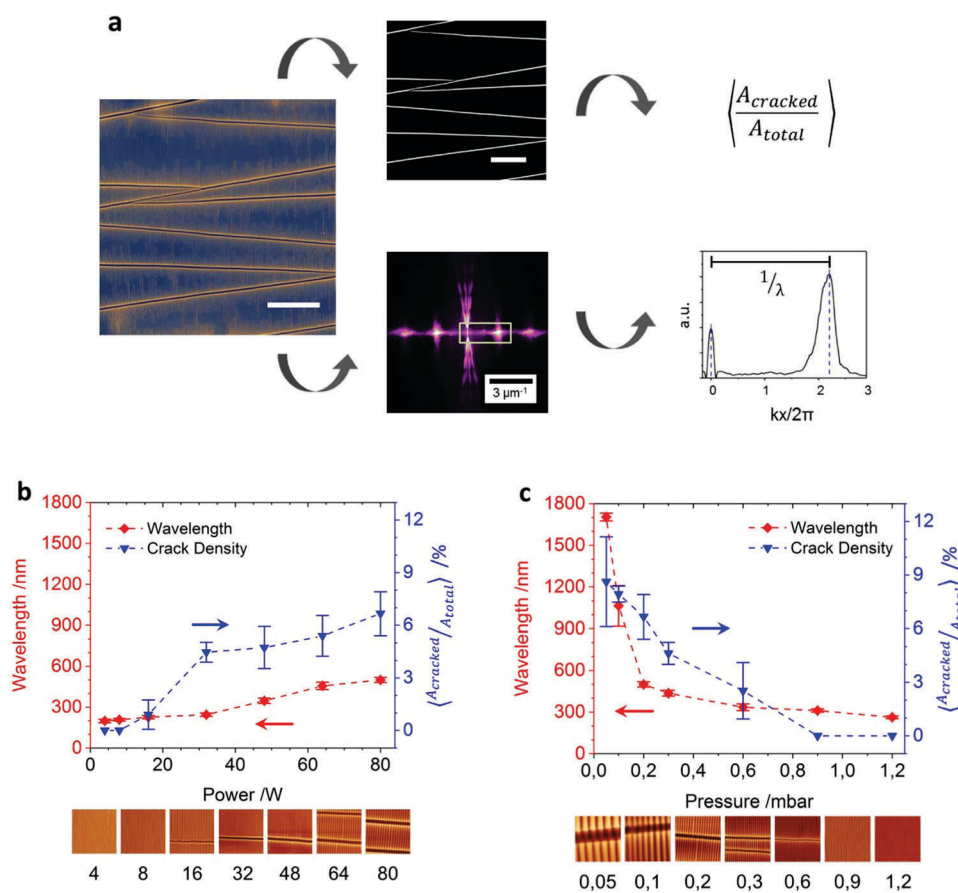 a
⟨A_cracked / A_total⟩
1/λ
a.u.
3 µm⁻¹
0 1 2 3
kx/2π
b
1800
1500
1200
900
600
300
0
Wavelength /nm
Wavelength
Crack Density
12
9
6
3
0
⟨A_cracked/A_total⟩ /%
0 20 40 60 80
Power /W
4 8 16 32 48 64 80
c
1800
1500
1200
900
600
300
0
Wavelength /nm
Wavelength
Crack Density
12
9
6
3
0
⟨A_cracked/A_total⟩ /%
0,0 0,2 0,4 0,6 0,8 1,0 1,2
Pressure /mbar
0,05 0,1 0,2 0,3 0,6 0,9 1,2